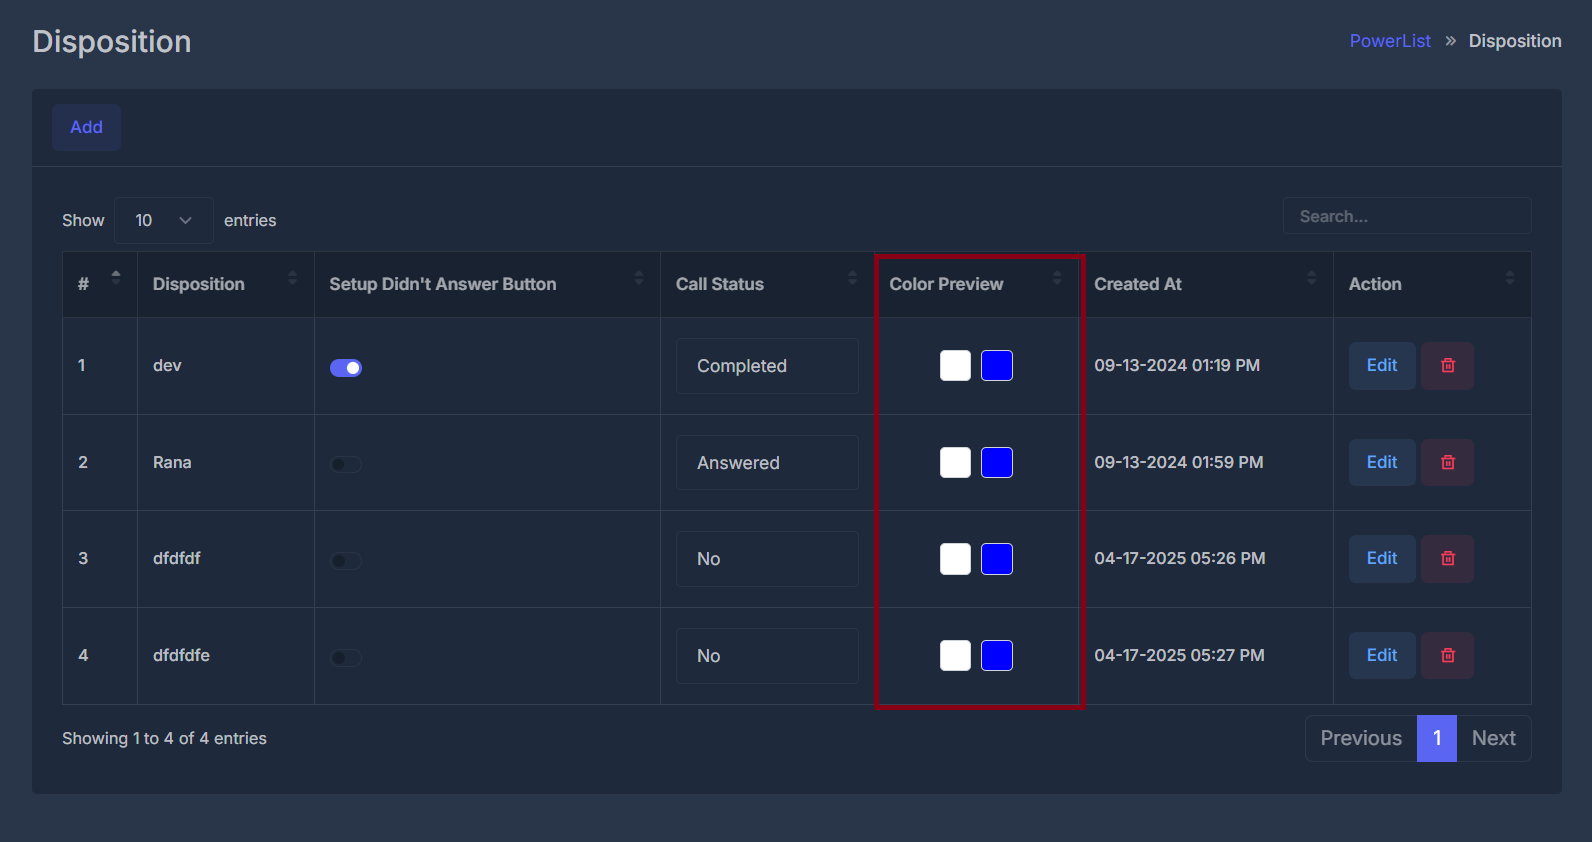 Disposition
PowerList » Disposition
Add
Show 10 entries
Search...
# Disposition Setup Didn't Answer Button Call Status Color Preview Created At Action
1 dev Completed 09-13-2024 01:19 PM Edit
2 Rana Answered 09-13-2024 01:59 PM Edit
3 dfdfdf No 04-17-2025 05:26 PM Edit
4 dfdfdfe No 04-17-2025 05:27 PM Edit
Showing 1 to 4 of 4 entries
Previous 1 Next